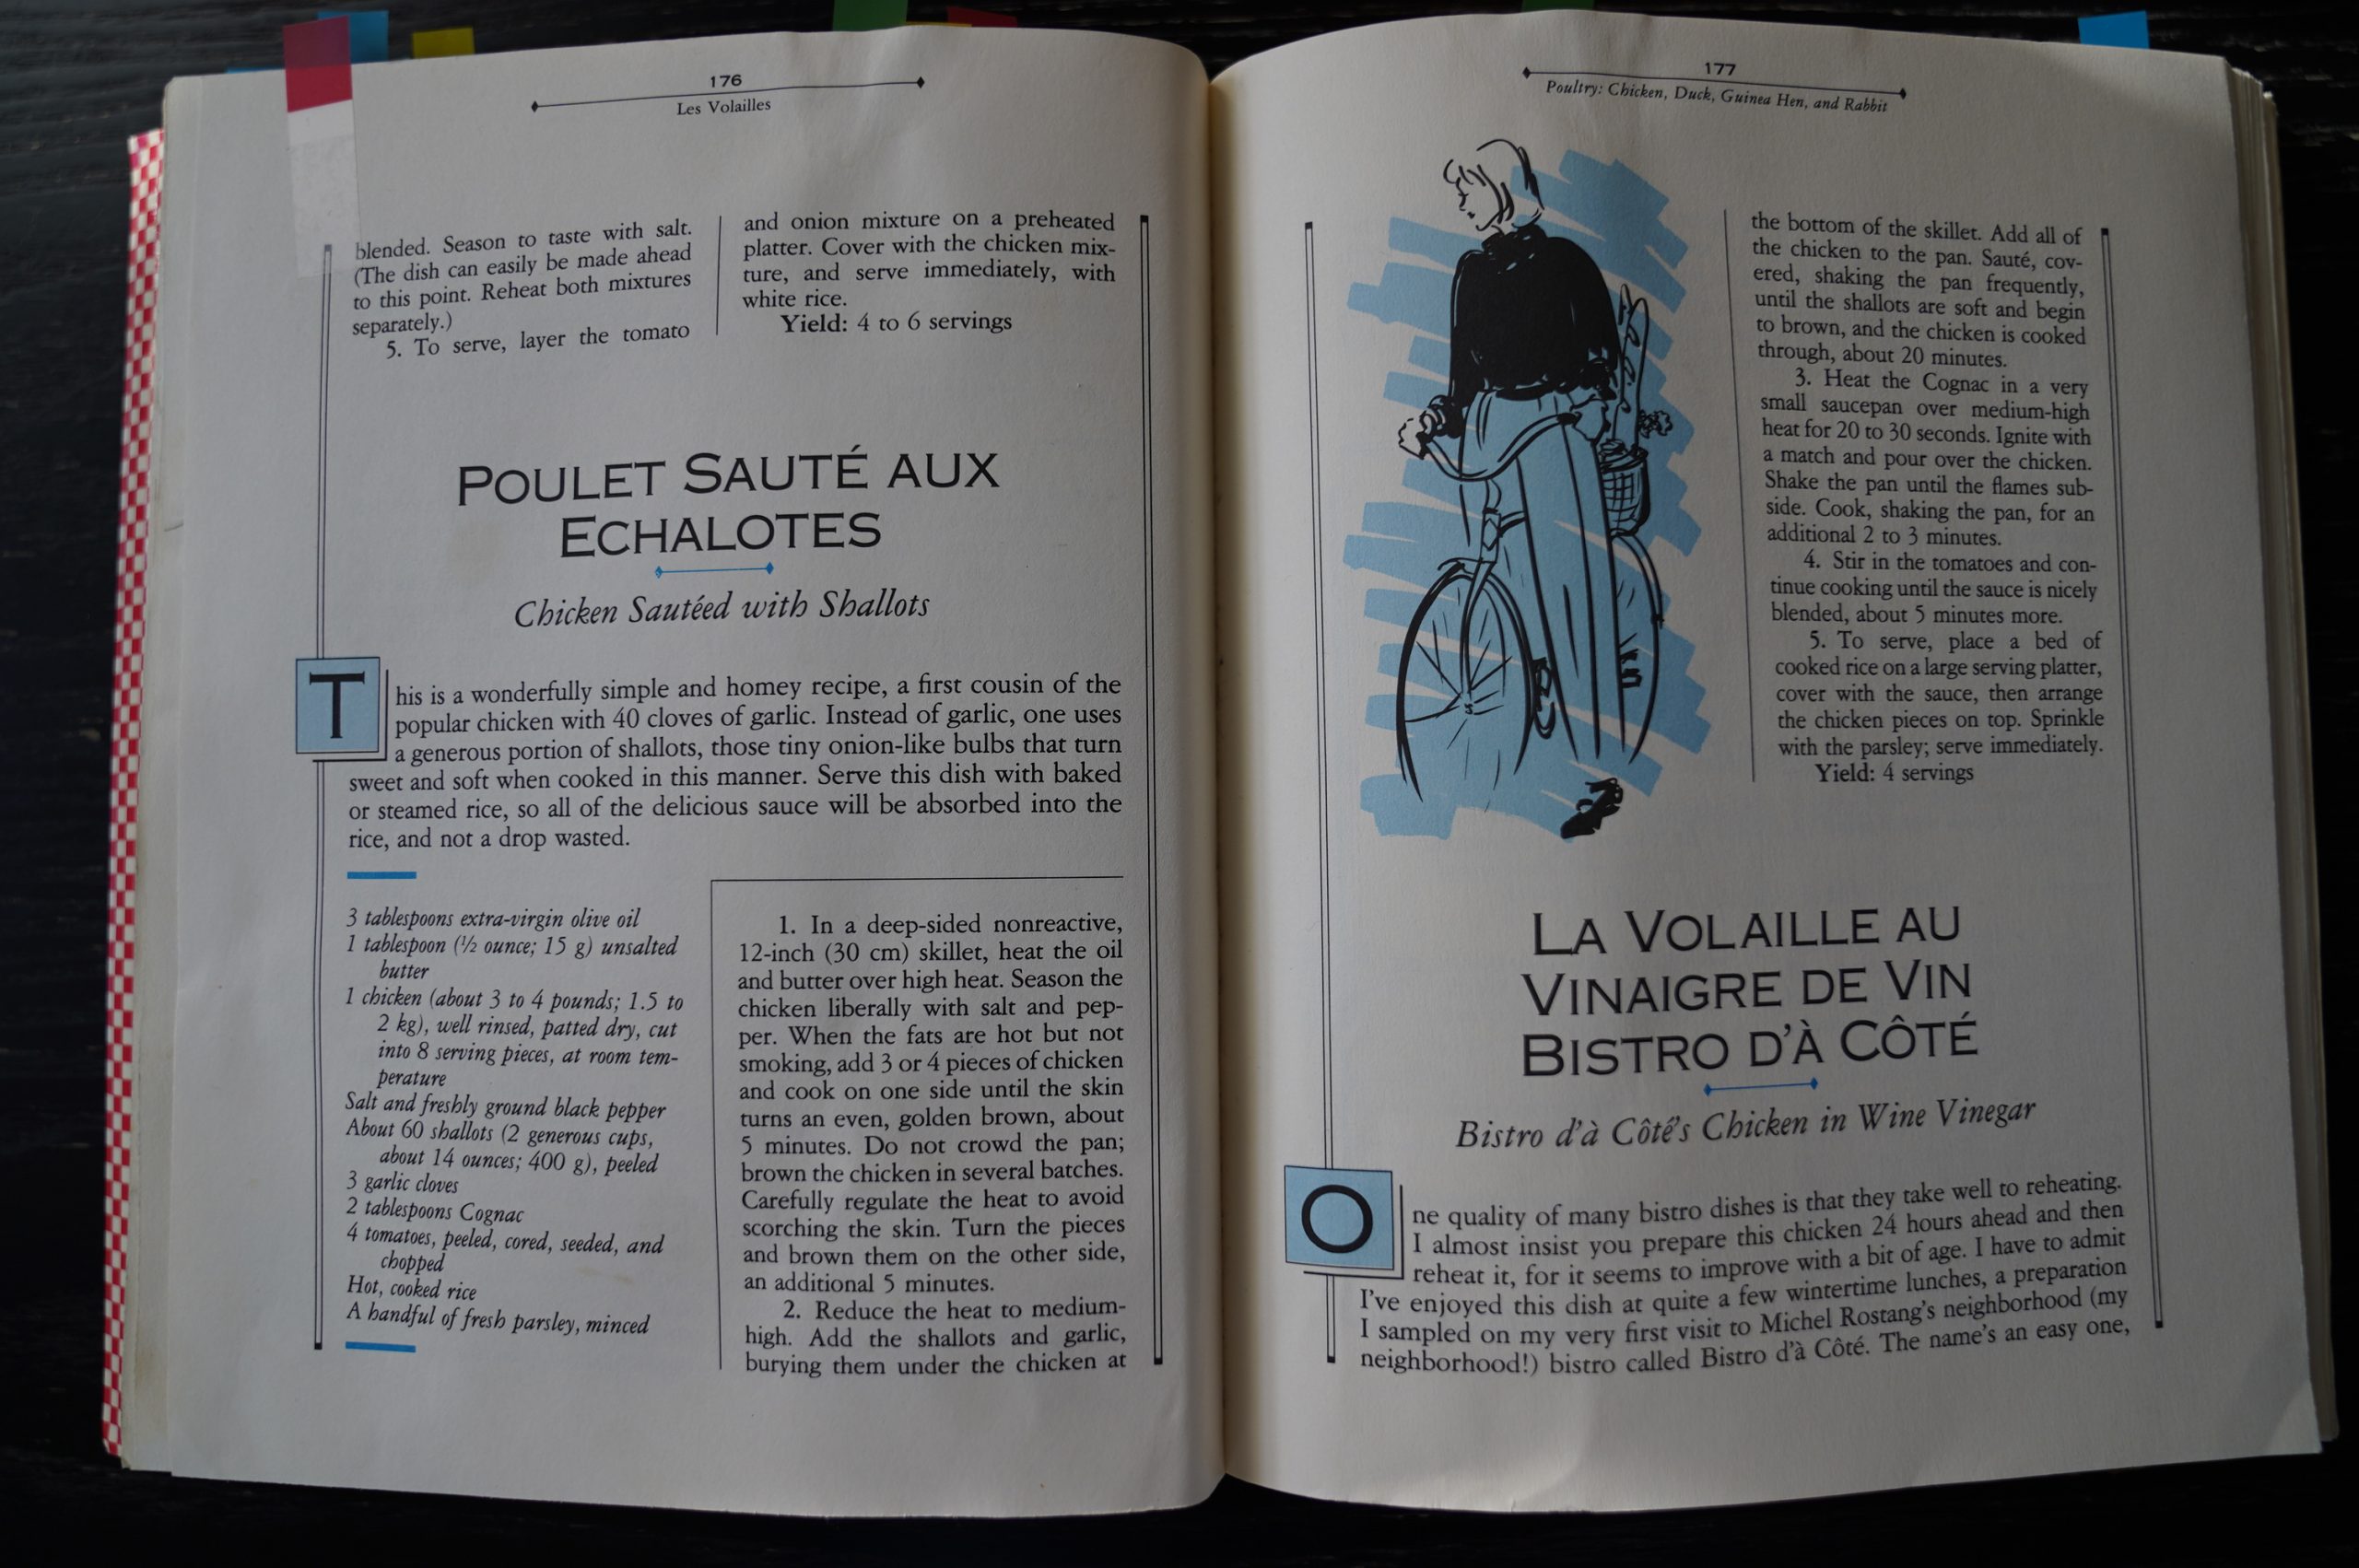 176
Les Volailles
blended. Season to taste with salt.
(The dish can easily be made ahead
to this point. Reheat both mixtures
separately.)
5. To serve, layer the tomato
and onion mixture on a preheated
platter. Cover with the chicken mix-
ture, and serve immediately, with
white rice.
Yield: 4 to 6 servings
POULET SAUTÉ AUX
ECHALOTES
Chicken Sautéed with Shallots
This is a wonderfully simple and homey recipe, a first cousin of the
popular chicken with 40 cloves of garlic. Instead of garlic, one uses
a generous portion of shallots, those tiny onion-like bulbs that turn
sweet and soft when cooked in this manner. Serve this dish with baked
or steamed rice, so all of the delicious sauce will be absorbed into the
rice, and not a drop wasted.
3 tablespoons extra-virgin olive oil
1 tablespoon (½ ounce; 15 g) unsalted
butter
1 chicken (about 3 to 4 pounds; 1.5 to
2 kg), well rinsed, patted dry, cut
into 8 serving pieces, at room tem-
perature
Salt and freshly ground black pepper
About 60 shallots (2 generous cups,
about 14 ounces; 400 g), peeled
3 garlic cloves
2 tablespoons Cognac
4 tomatoes, peeled, cored, seeded, and
chopped
Hot, cooked rice
A handful of fresh parsley, minced
1. In a deep-sided nonreactive,
12-inch (30 cm) skillet, heat the oil
and butter over high heat. Season the
chicken liberally with salt and pep-
per. When the fats are hot but not
smoking, add 3 or 4 pieces of chicken
and cook on one side until the skin
turns an even, golden brown, about
5 minutes. Do not crowd the pan;
brown the chicken in several batches.
Carefully regulate the heat to avoid
scorching the skin. Turn the pieces
and brown them on the other side,
an additional 5 minutes.
2. Reduce the heat to medium-
high. Add the shallots and garlic,
burying them under the chicken at
177
Poultry: Chicken, Duck, Guinea Hen, and Rabbit
the bottom of the skillet. Add all of
the chicken to the pan. Sauté, cov-
ered, shaking the pan frequently,
until the shallots are soft and begin
to brown, and the chicken is cooked
through, about 20 minutes.
3. Heat the Cognac in a very
small saucepan over medium-high
heat for 20 to 30 seconds. Ignite with
a match and pour over the chicken.
Shake the pan until the flames sub-
side. Cook, shaking the pan, for an
additional 2 to 3 minutes.
4. Stir in the tomatoes and con-
tinue cooking until the sauce is nicely
blended, about 5 minutes more.
5. To serve, place a bed of
cooked rice on a large serving platter,
cover with the sauce, then arrange
the chicken pieces on top. Sprinkle
with the parsley; serve immediately.
Yield: 4 servings
LA VOLAILLE AU
VINAIGRE DE VIN
BISTRO D'À CÔTÉ
Bistro d'à Côté's Chicken in Wine Vinegar
One quality of many bistro dishes is that they take well to reheating.
I almost insist you prepare this chicken 24 hours ahead and then
reheat it, for it seems to improve with a bit of age. I have to admit
I've enjoyed this dish at quite a few wintertime lunches, a preparation
I sampled on my very first visit to Michel Rostang's neighborhood (my
neighborhood!) bistro called Bistro d'à Côté. The name's an easy one,